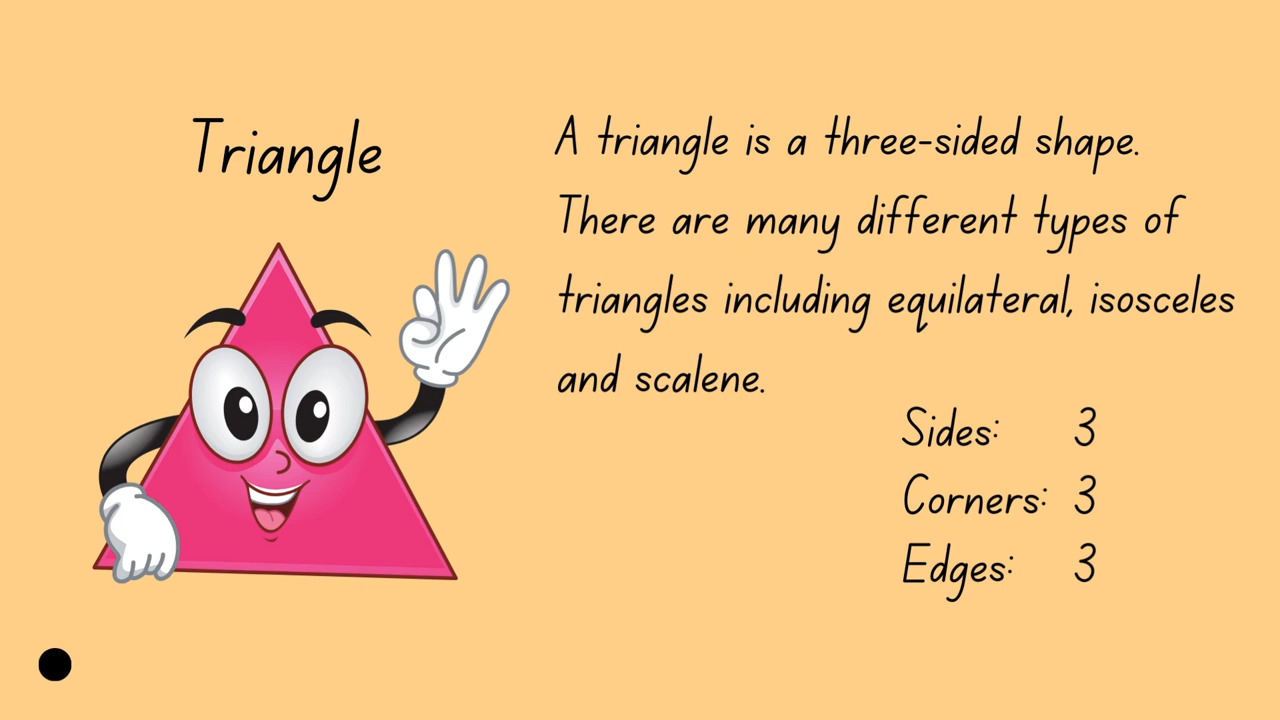 Triangle
A triangle is a three-sided shape.
There are many different types of
triangles including equilateral, isosceles
and scalene.
Sides: 3
Corners: 3
Edges: 3